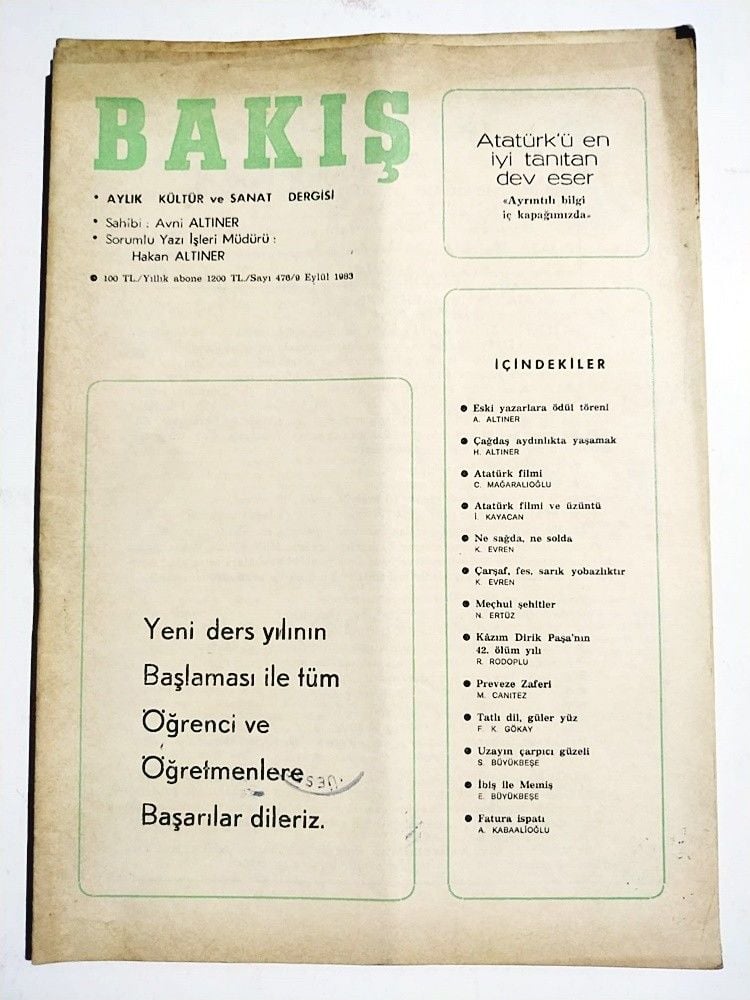 BAKIŞ
• AYLIK KÜLTÜR ve SANAT DERGİSİ
• Sahibi : Avni ALTINER
• Sorumlu Yazı İşleri Müdürü :
Hakan ALTINER
● 100 TL./Yıllık abone 1200 TL./Sayı 476/9 Eylül 1983
Atatürk'ü en
iyi tanıtan
dev eser
«Ayrıntılı bilgi
iç kapağımızda»
Yeni ders yılının
Başlaması ile tüm
Öğrenci ve
Öğretmenlere
Başarılar dileriz.
İÇİNDEKİLER
● Eski yazarlara ödül töreni
A. ALTINER
● Çağdaş aydınlıkta yaşamak
H. ALTINER
● Atatürk filmi
C. MAĞARALIOĞLU
● Atatürk filmi ve üzüntü
İ. KAYACAN
● Ne sağda, ne solda
K. EVREN
● Çarşaf, fes, sarık yobazlıktır
K. EVREN
● Meçhul şehitler
N. ERTÜZ
● Kâzım Dirik Paşa'nın
42. ölüm yılı
R. RODOPLU
● Preveze Zaferi
M. CANITEZ
● Tatlı dil, güler yüz
F. K. GÖKAY
● Uzayın çarpıcı güzeli
S. BÜYÜKBEŞE
● İbiş ile Memiş
E. BÜYÜKBEŞE
● Fatura ispatı
A. KABAALİOĞLU